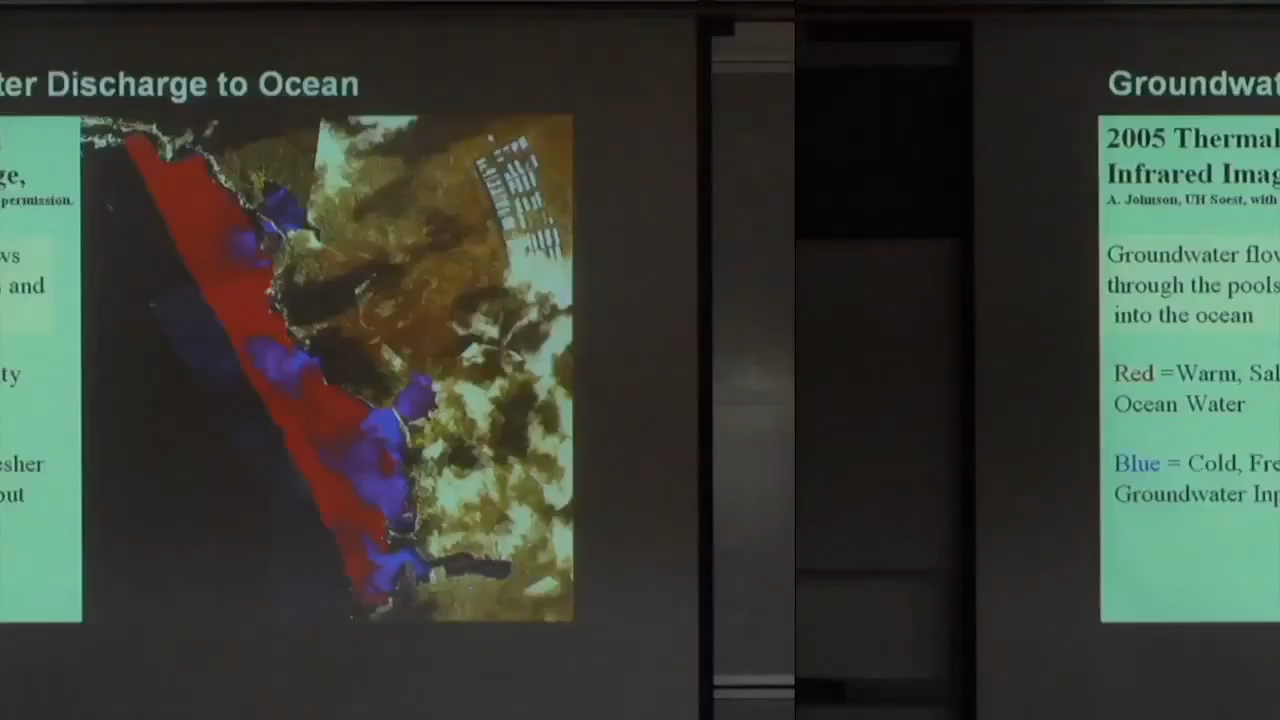 ter Discharge to Ocean
ge,
permission.
ws
and
ty
esher
out
Groundwat
2005 Thermal
Infrared Imag
A. Johnson, UH Soest, with
Groundwater flow
through the pools
into the ocean
Red =Warm, Sal
Ocean Water
Blue = Cold, Fre
Groundwater Inp